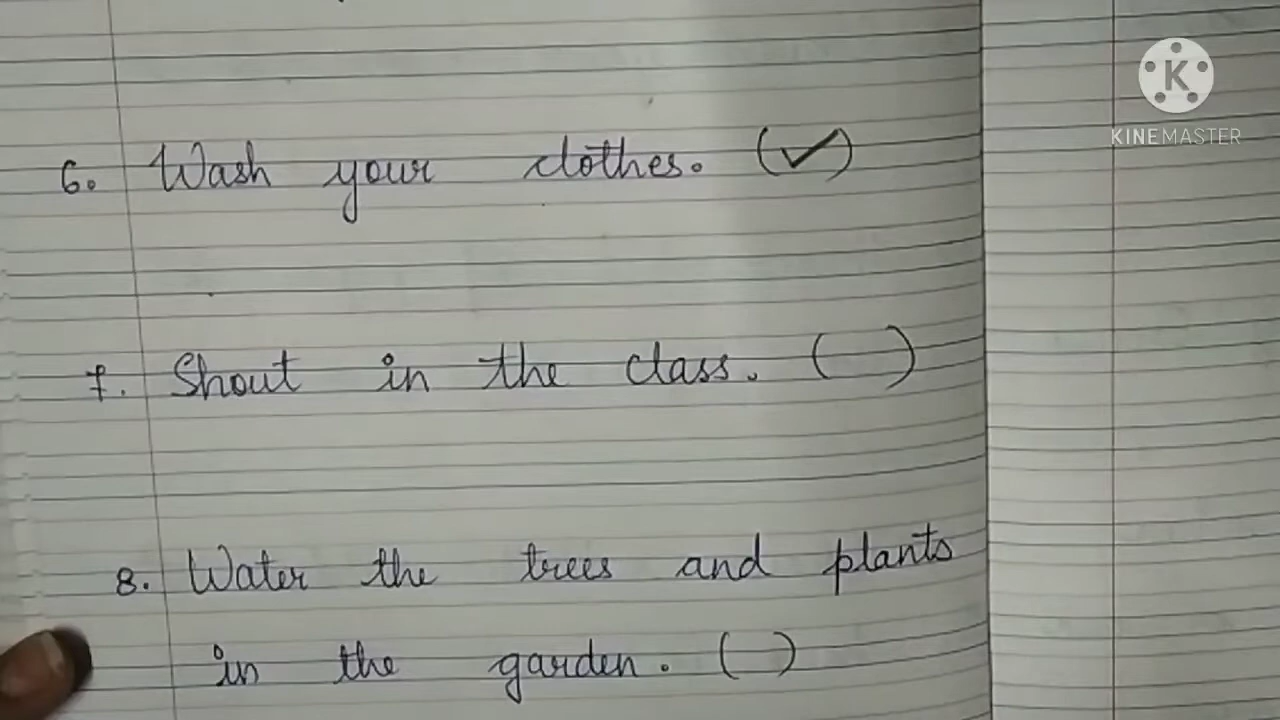 K
KINEMASTER
6. Wash your clothes. (✓)
7. Shout in the class. ( )
8. Water the trees and plants
in the garden. ( )